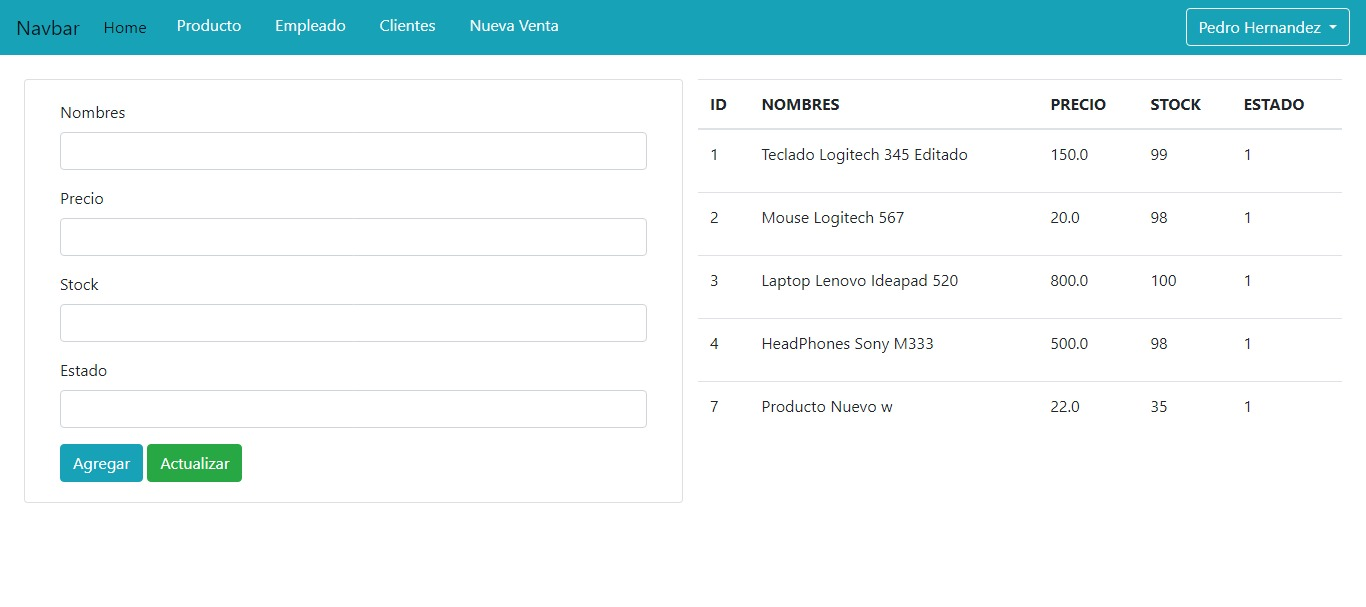 Navbar Home Producto Empleado Clientes Nueva Venta Pedro Hernandez
Nombres
Precio
Stock
Estado
Agregar Actualizar
ID NOMBRES PRECIO STOCK ESTADO
1 Teclado Logitech 345 Editado 150.0 99 1
2 Mouse Logitech 567 20.0 98 1
3 Laptop Lenovo Ideapad 520 800.0 100 1
4 HeadPhones Sony M333 500.0 98 1
7 Producto Nuevo w 22.0 35 1